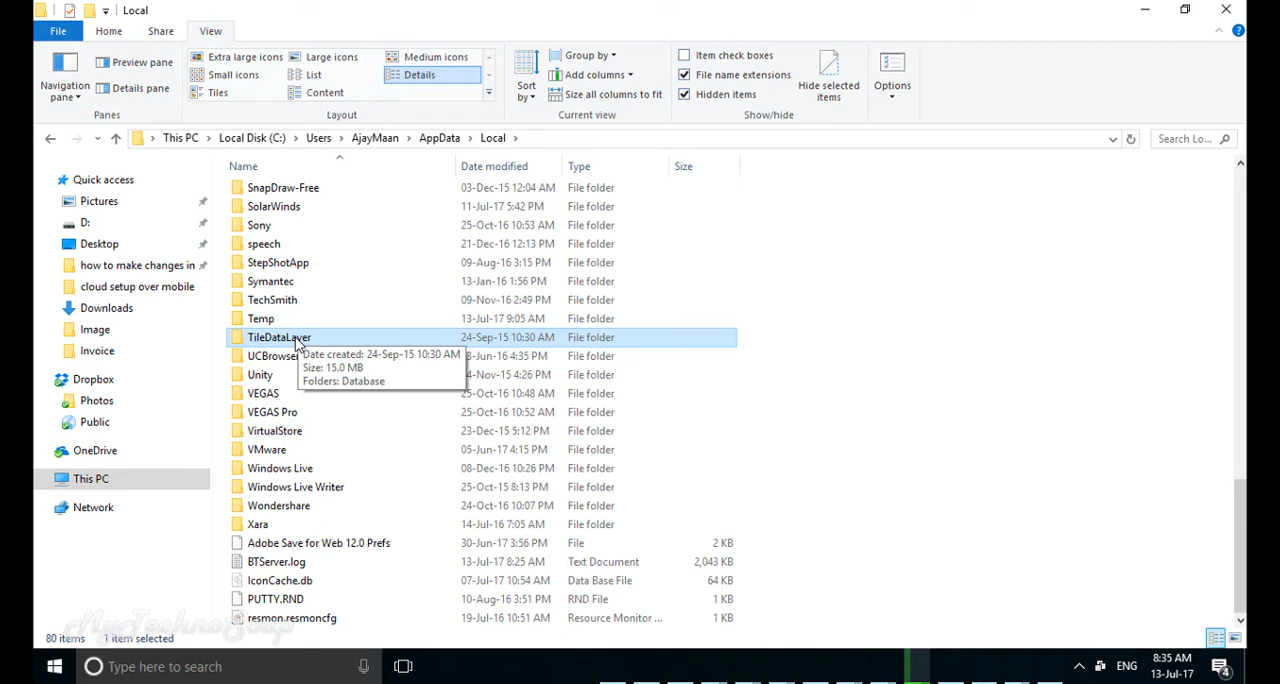 Local
File Home Share View
Preview pane
Details pane
Navigation pane
Panes
Extra large icons Large icons Medium icons
Small icons List Details
Tiles Content
Layout
Sort by
Group by
Add columns
Size all columns to fit
Current view
Item check boxes
File name extensions
Hidden items
Hide selected items
Show/hide
Options
This PC Local Disk (C:) Users AjayMaan AppData Local
Search Lo...
Quick access
Pictures
D:
Desktop
how to make changes in
cloud setup over mobile
Downloads
Image
Invoice
Dropbox
Photos
Public
OneDrive
This PC
Network
Name Date modified Type Size
SnapDraw-Free 03-Dec-15 12:04 AM File folder
SolarWinds 11-Jul-17 5:42 PM File folder
Sony 25-Oct-16 10:53 AM File folder
speech 21-Dec-16 12:13 PM File folder
StepShotApp 09-Aug-16 3:15 PM File folder
Symantec 13-Jan-16 1:56 PM File folder
TechSmith 09-Nov-16 2:49 PM File folder
Temp 13-Jul-17 9:05 AM File folder
TileDataLayer 24-Sep-15 10:30 AM File folder
UCBrowser 4:35 PM File folder
Unity 4:26 PM File folder
VEGAS 25-Oct-16 10:48 AM File folder
VEGAS Pro 25-Oct-16 10:52 AM File folder
VirtualStore 23-Dec-15 5:12 PM File folder
VMware 05-Jun-17 4:15 PM File folder
Windows Live 08-Dec-16 10:26 PM File folder
Windows Live Writer 25-Oct-15 8:13 PM File folder
Wondershare 24-Oct-16 10:07 PM File folder
Xara 14-Jul-16 7:05 AM File folder
Adobe Save for Web 12.0 Prefs 30-Jun-17 3:56 PM File 2 KB
BTServer.log 13-Jul-17 8:25 AM Text Document 2,043 KB
IconCache.db 07-Jul-17 10:54 AM Data Base File 64 KB
PUTTY.RND 10-Aug-16 3:51 PM RND File 1 KB
resmon.resmoncfg 19-Jul-16 10:51 AM Resource Monitor ... 1 KB
Date created: 24-Sep-15 10:30 AM
Size: 15.0 MB
Folders: Database
MyTechnoSoup
80 items 1 item selected
Type here to search
ENG
8:35 AM
13-Jul-17
4